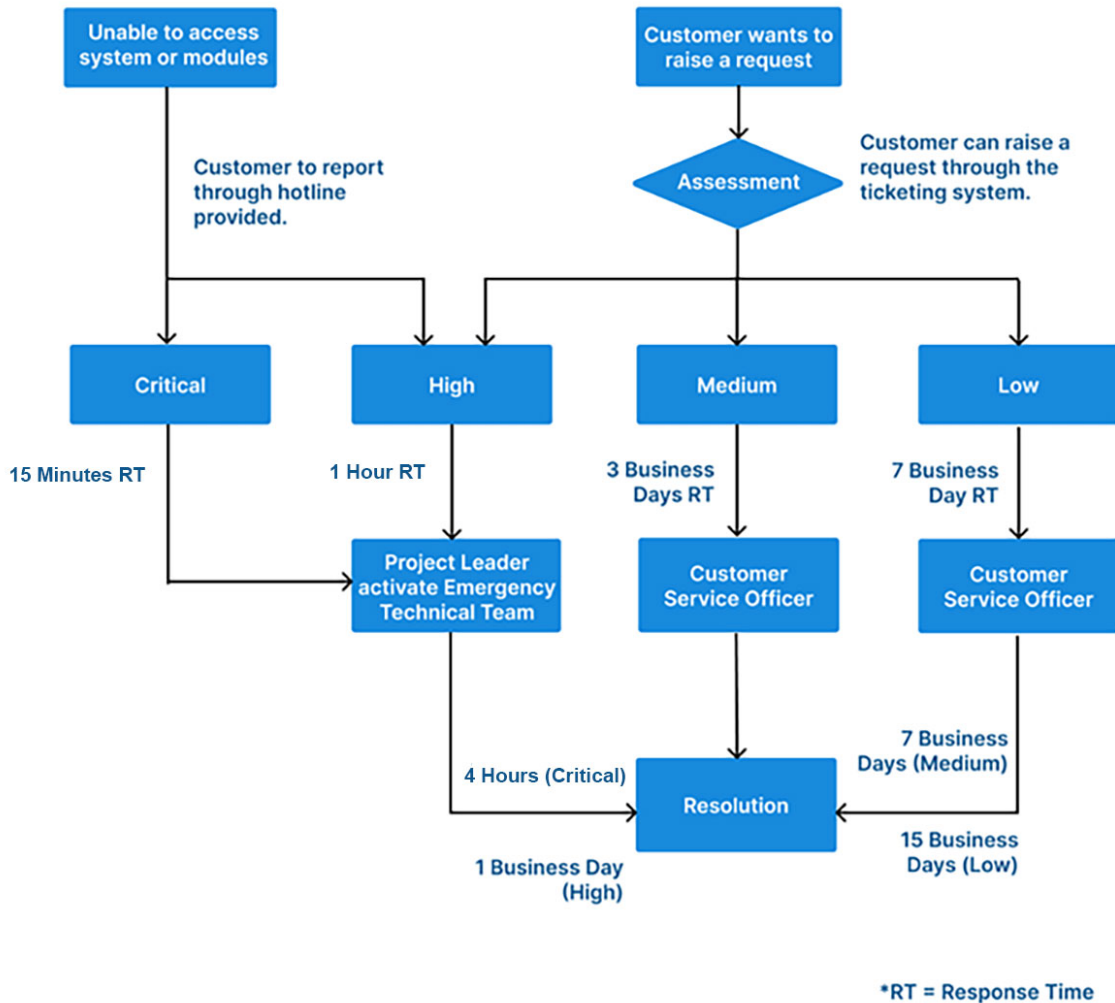 Unable to access
system or modules
Customer wants to
raise a request
Customer to report
through hotline
provided.
Assessment
Customer can raise a
request through the
ticketing system.
Critical
High
Medium
Low
15 Minutes RT
1 Hour RT
3 Business
Days RT
7 Business
Day RT
Project Leader
activate Emergency
Technical Team
Customer
Service Officer
Customer
Service Officer
4 Hours (Critical)
7 Business
Days (Medium)
Resolution
1 Business Day
(High)
15 Business
Days (Low)
*RT = Response Time